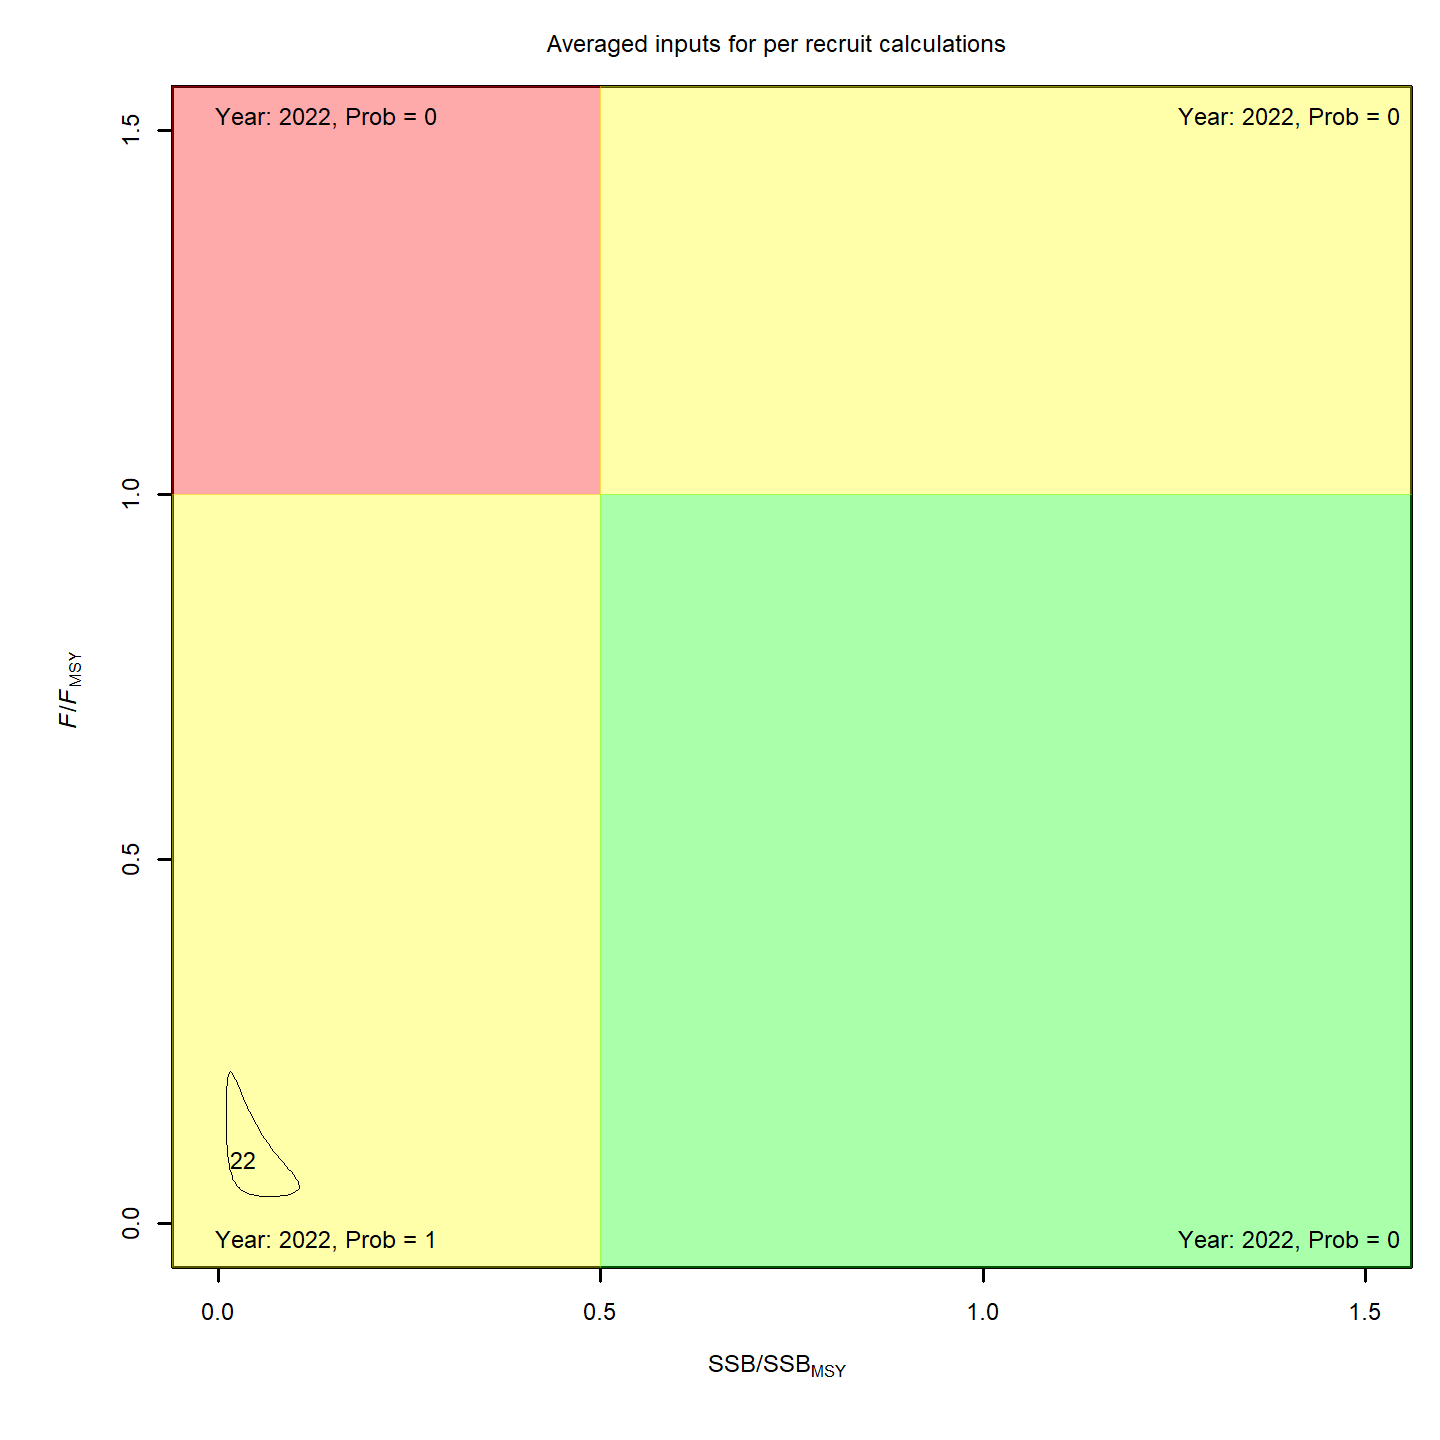 Averaged inputs for per recruit calculations
Year: 2022, Prob = 0
Year: 2022, Prob = 0
1.5
1.0
0.5
0.0
F/FMSY
22
Year: 2022, Prob = 1
Year: 2022, Prob = 0
0.0
0.5
1.0
1.5
SSB/SSBMSY